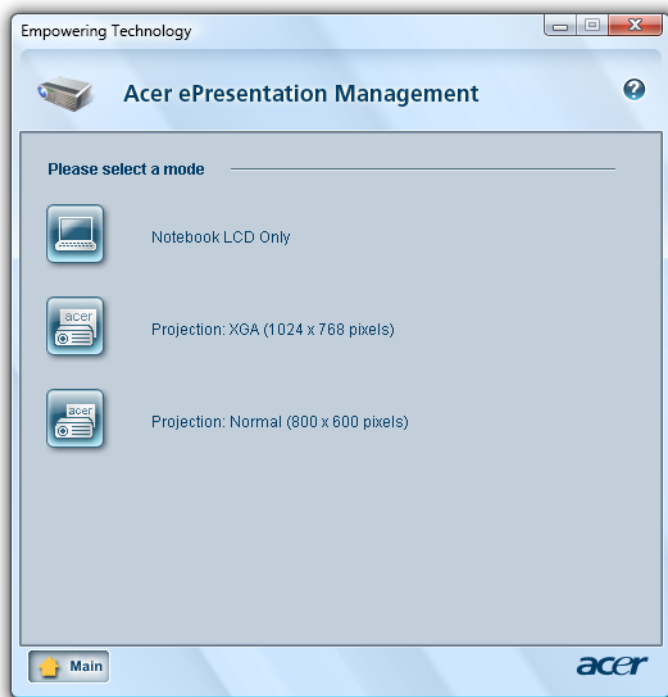 Empowering Technology
Acer ePresentation Management
?
Please select a mode
Notebook LCD Only
acer
Projection: XGA (1024 x 768 pixels)
acer
Projection: Normal (800 x 600 pixels)
Main
acer